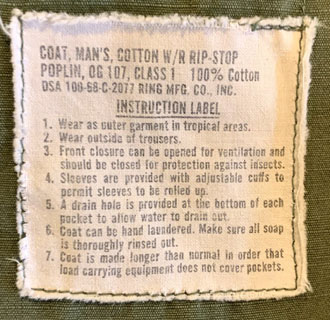 COAT, MAN'S, COTTON W/R RIP-STOP
POPLIN, OG 107, CLASS 1 100% Cotton
DSA 100-68-C-2077 RING MFG. CO., INC.
INSTRUCTION LABEL
1. Wear as outer garment in tropical areas.
2. Wear outside of trousers.
3. Front closure can be opened for ventilation and
should be closed for protection against insects.
4. Sleeves are provided with adjustable cuffs to
permit sleeves to be rolled up.
5. A drain hole is provided at the bottom of each
pocket to allow water to drain out.
6. Coat can be hand laundered. Make sure all soap
is thoroughly rinsed out.
7. Coat is made longer than normal in order that
load carrying equipment does not cover pockets.